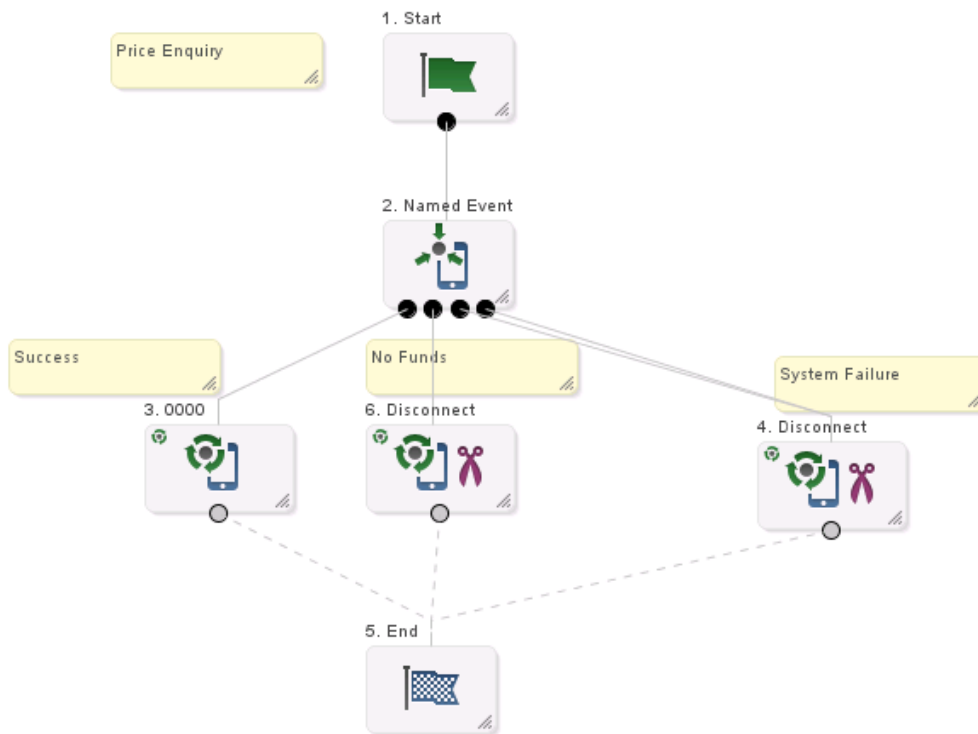 1. Start
Price Enquiry
2. Named Event
Success
No Funds
System Failure
3. 0000
6. Disconnect
4. Disconnect
5. End